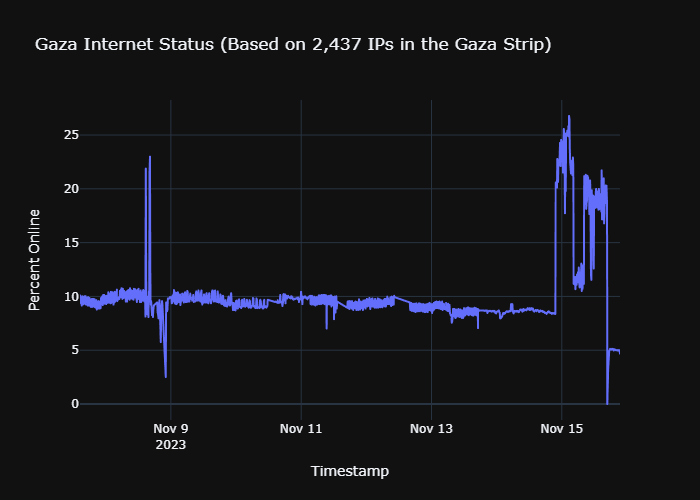 Gaza Internet Status (Based on 2,437 IPs in the Gaza Strip)
Percent Online
25
20
15
10
5
0
Nov 9
2023
Nov 11
Nov 13
Nov 15
Timestamp